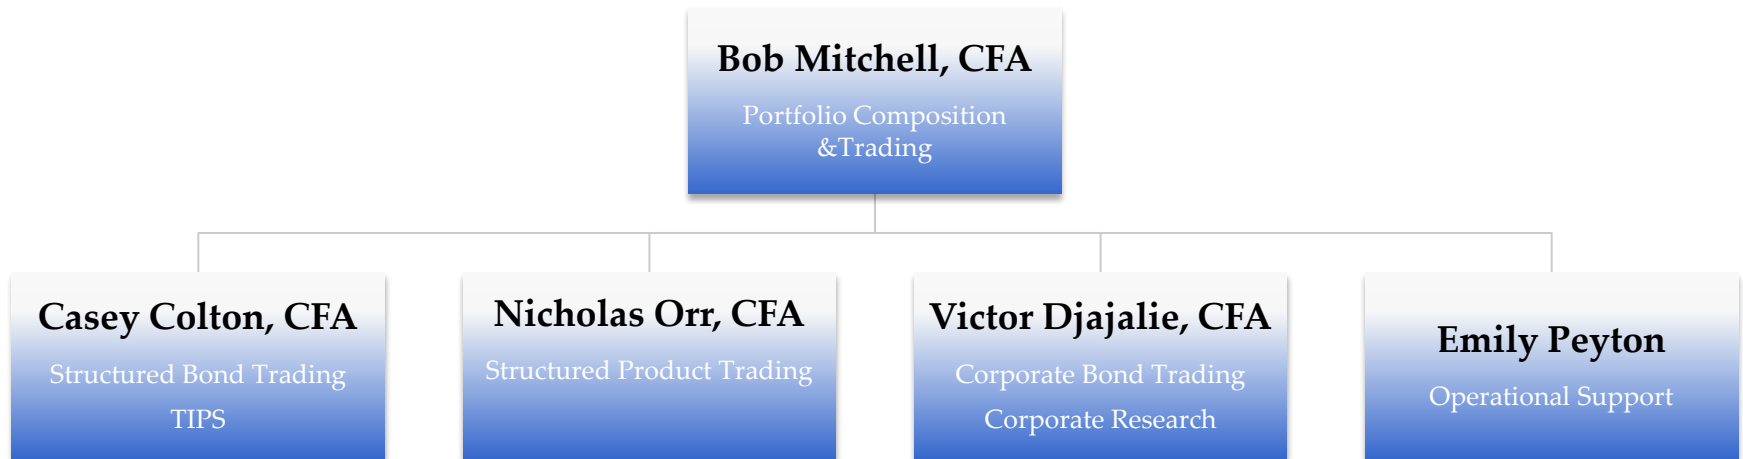 Bob Mitchell, CFA
Portfolio Composition
&Trading
Casey Colton, CFA
Structured Bond Trading
TIPS
Nicholas Orr, CFA
Structured Product Trading
Victor Djajalie, CFA
Corporate Bond Trading
Corporate Research
Emily Peyton
Operational Support